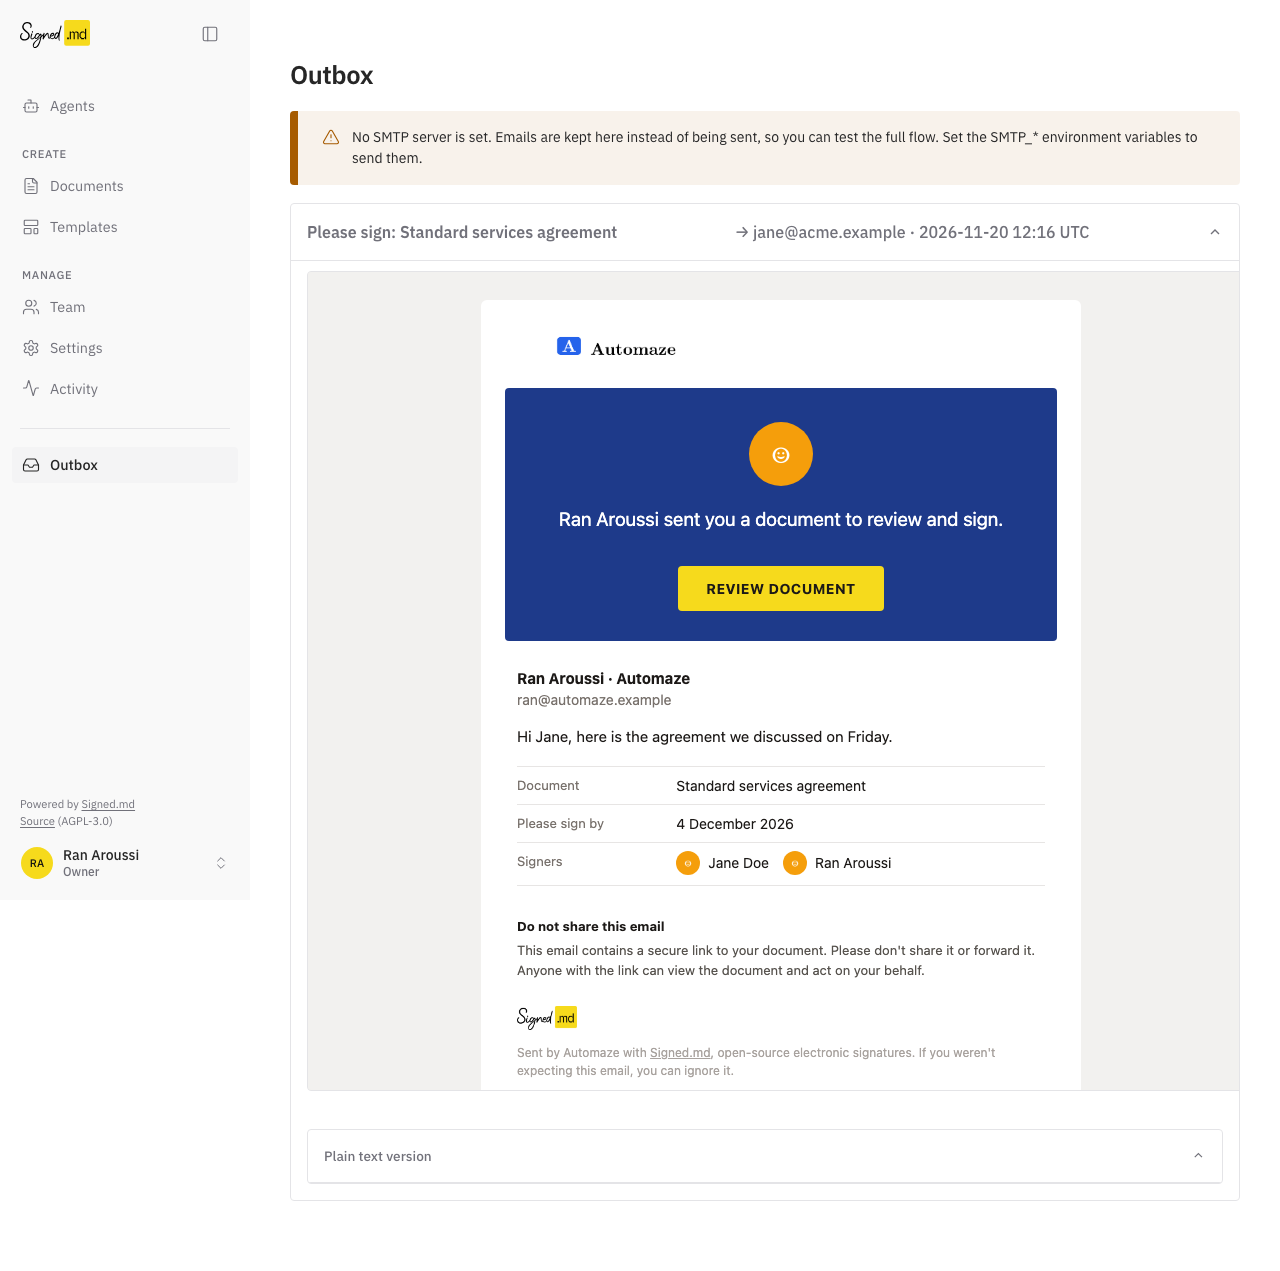 Signed .md
Agents
CREATE
Documents
Templates
MANAGE
Team
Settings
Activity
Outbox
Powered by Signed.md
Source (AGPL-3.0)
RA
Ran Aroussi
Owner
Outbox
No SMTP server is set. Emails are kept here instead of being sent, so you can test the full flow. Set the SMTP_* environment variables to
send them.
Please sign: Standard services agreement → jane@acme.example · 2026-11-20 12:16 UTC
A Automaze
Ran Aroussi sent you a document to review and sign.
REVIEW DOCUMENT
Ran Aroussi · Automaze
ran@automaze.example
Hi Jane, here is the agreement we discussed on Friday.
Document Standard services agreement
Please sign by 4 December 2026
Signers Jane Doe Ran Aroussi
Do not share this email
This email contains a secure link to your document. Please don't share it or forward it.
Anyone with the link can view the document and act on your behalf.
Signed .md
Sent by Automaze with Signed.md, open-source electronic signatures. If you weren't
expecting this email, you can ignore it.
Plain text version